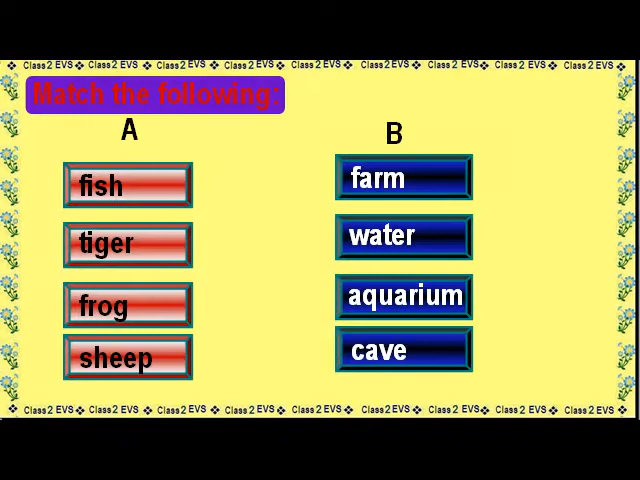 Class 2 EVS Class 2 EVS Class 2 EVS Class 2 EVS Class 2 EVS Class 2 EVS Class 2 EVS Class 2 EVS Class 2 EVS
Match the following:
A
B
fish
farm
tiger
water
frog
aquarium
sheep
cave
Class 2 EVS Class 2 EVS Class 2 EVS Class 2 EVS Class 2 EVS Class 2 EVS Class 2 EVS Class 2 EVS Class 2 EVS